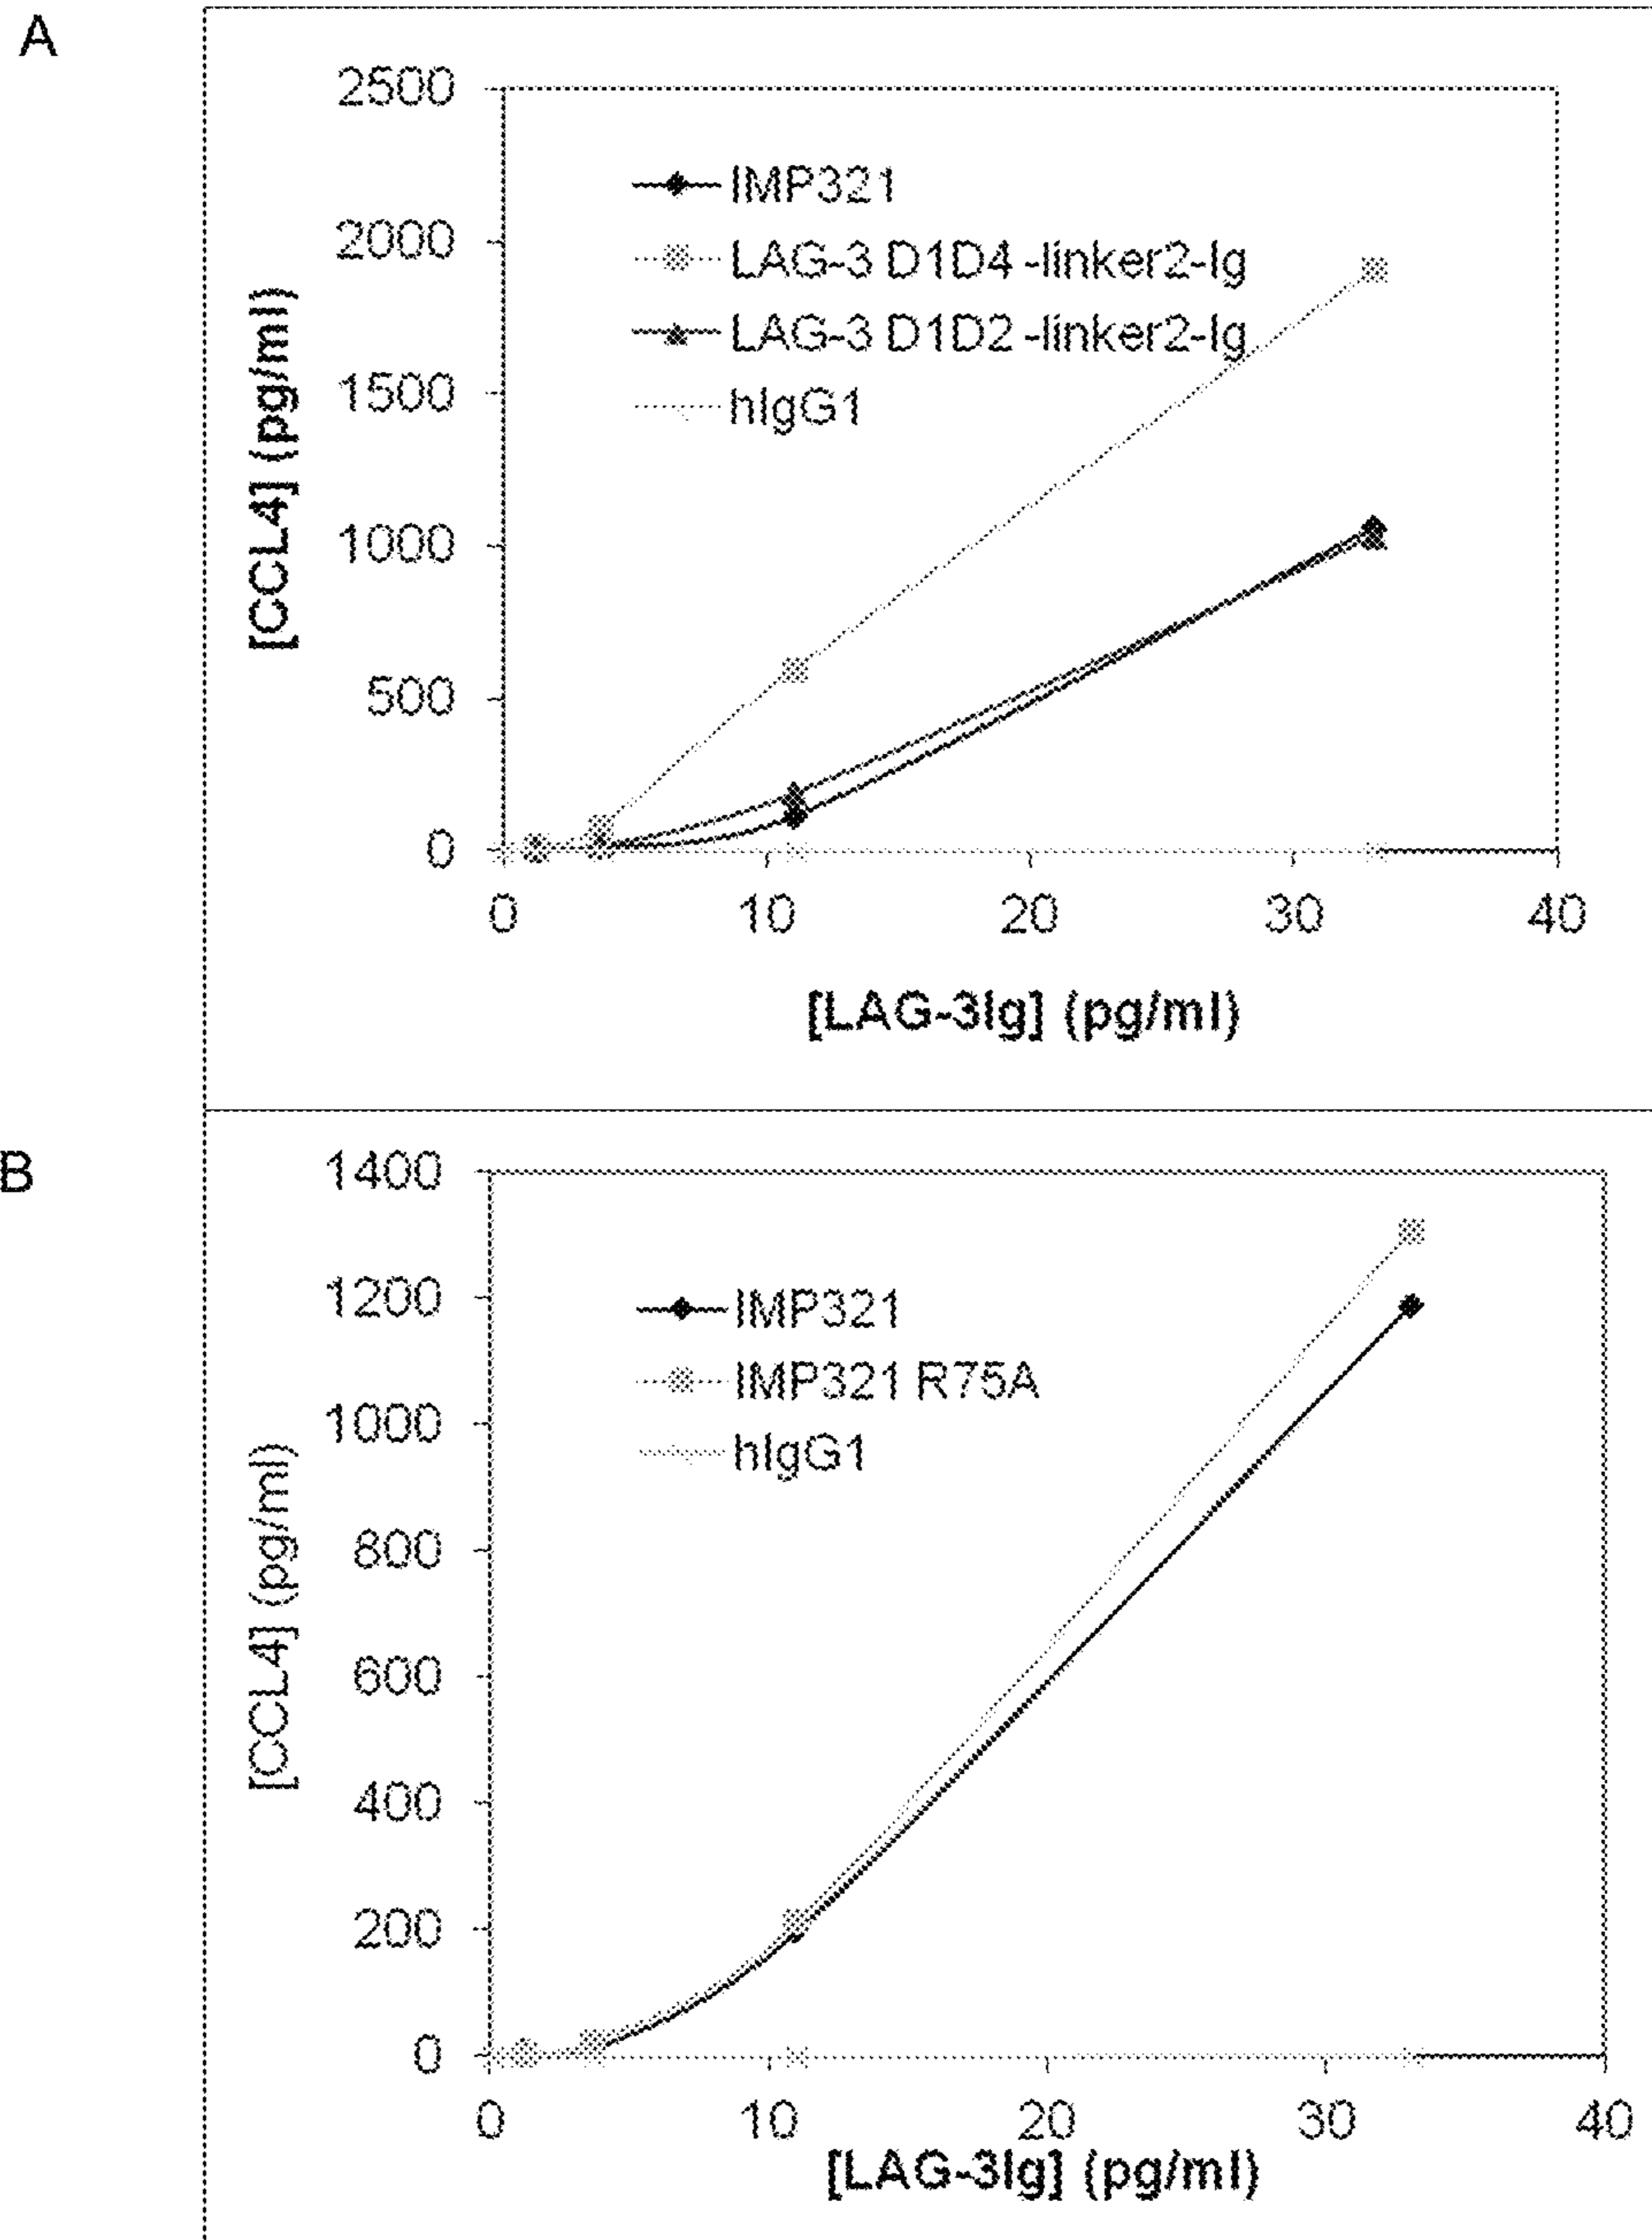 A
2500
2000
1500
1000
500
0
[CCL4] (pg/ml)
IMP321
LAG-3 D1D4 -linker2-Ig
LAG-3 D1D2 -linker2-Ig
hIgG1
0 10 20 30 40
[LAG-3Ig] (pg/ml)
B
1400
1200
1000
800
600
400
200
0
[CCL4] (pg/ml)
IMP321
IMP321 R75A
hIgG1
0 10 20 30 40
[LAG-3Ig] (pg/ml)